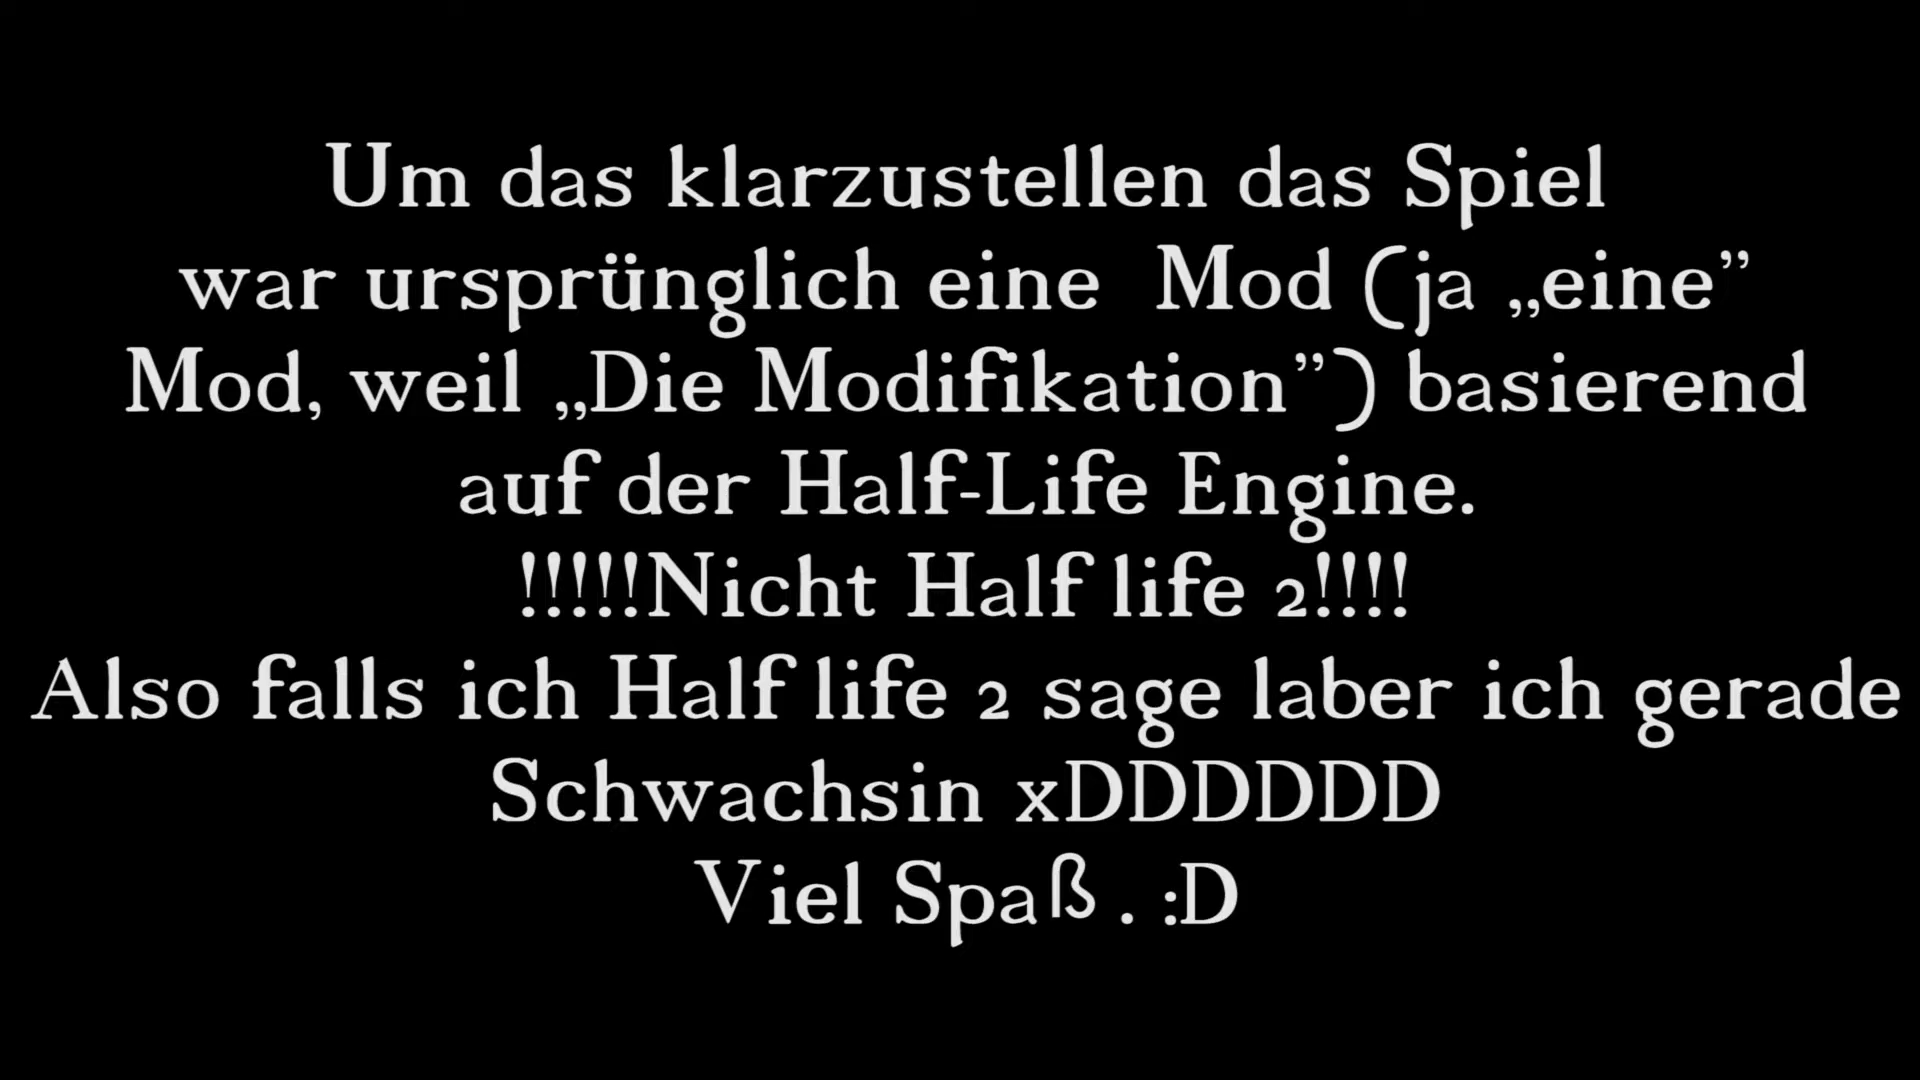 Um das klarzustellen das Spiel
war ursprünglich eine  Mod (ja „eine”
Mod, weil „Die Modifikation”) basierend
auf der Half-Life Engine.
!!!!!Nicht Half life 2!!!!
Also falls ich Half life 2 sage laber ich gerade
Schwachsin xDDDDDD
Viel Spaß . :D